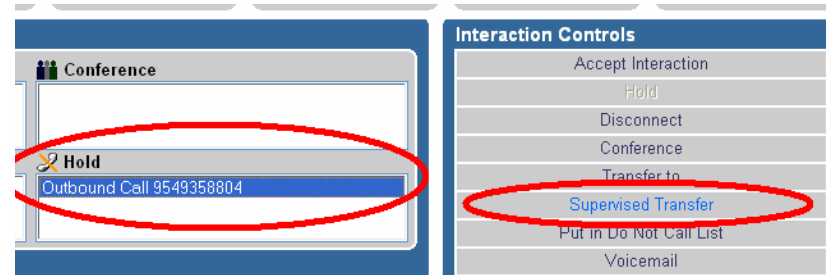 Conference
Hold
Outbound Call 9549358804
Interaction Controls
Accept Interaction
Hold
Disconnect
Conference
Transfer to
Supervised Transfer
Put in Do Not Call List
Voicemail